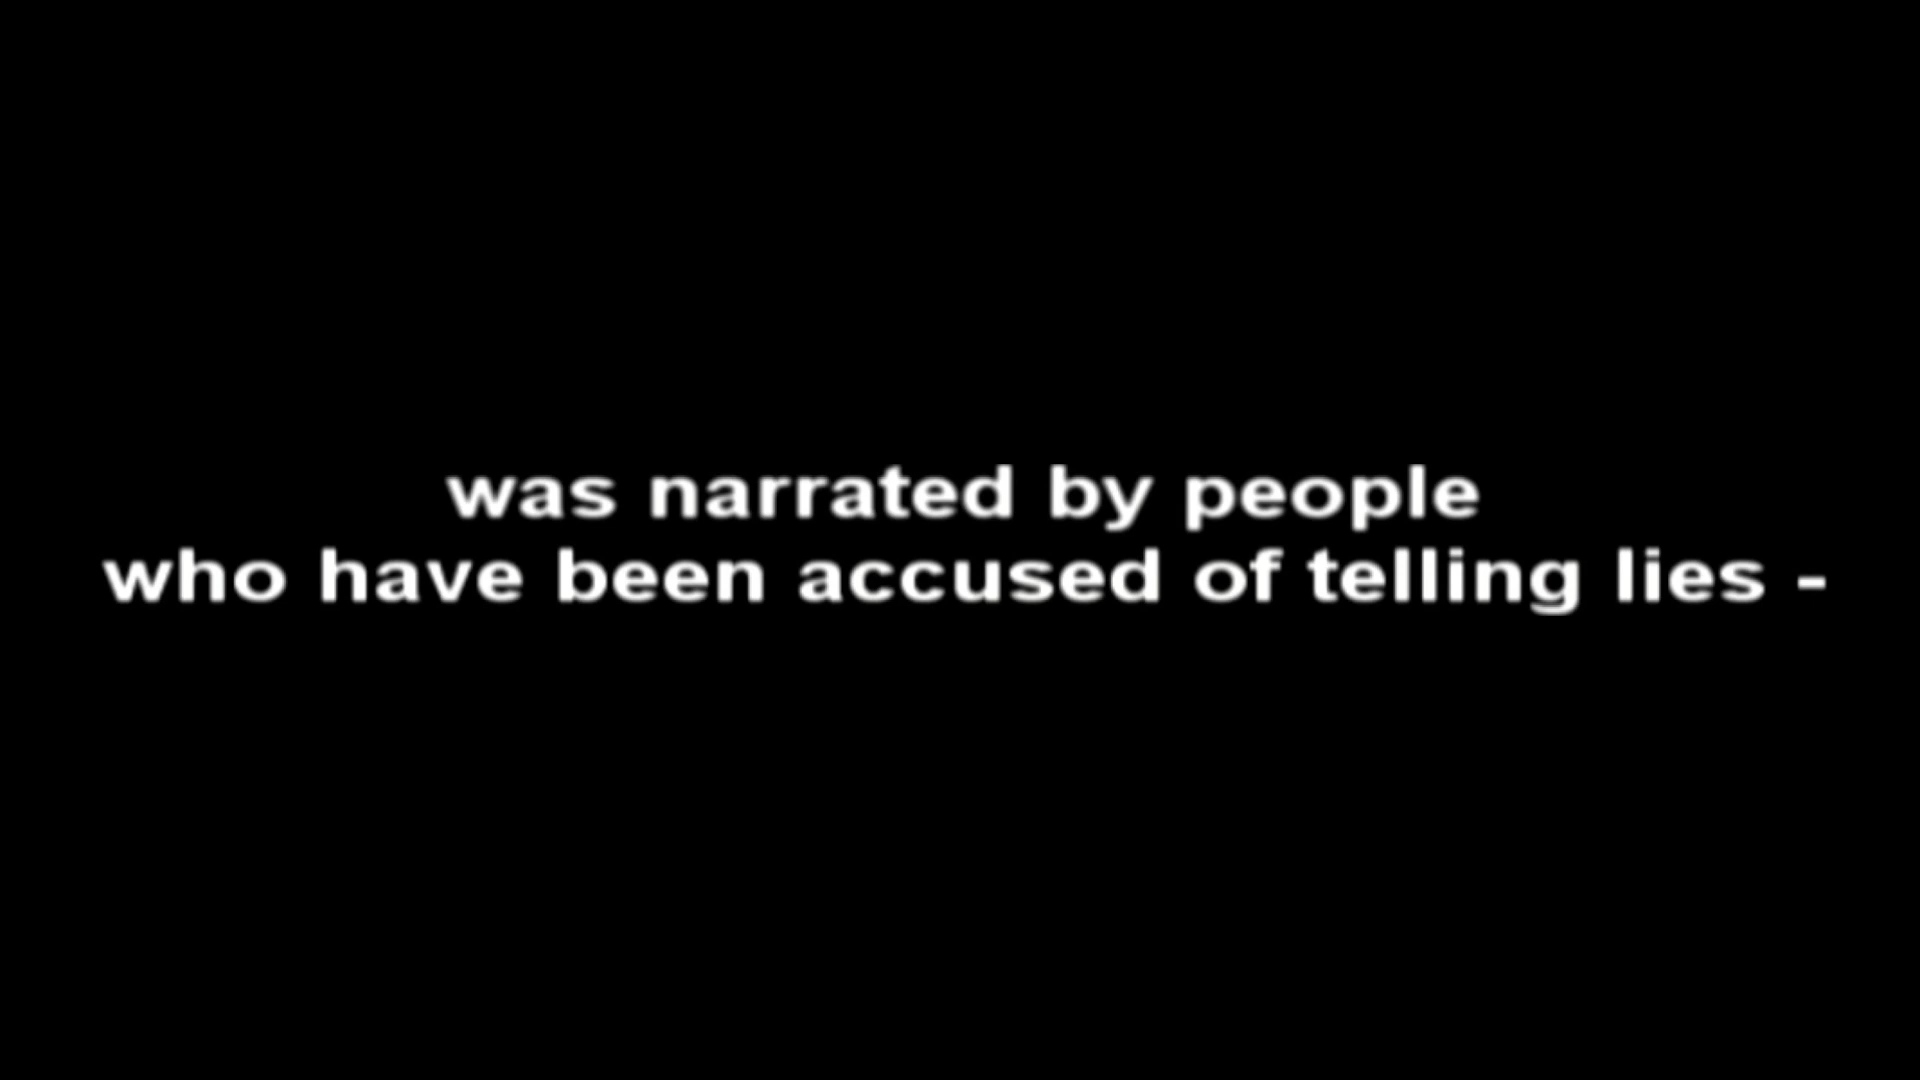 was narrated by people
who have been accused of telling lies -